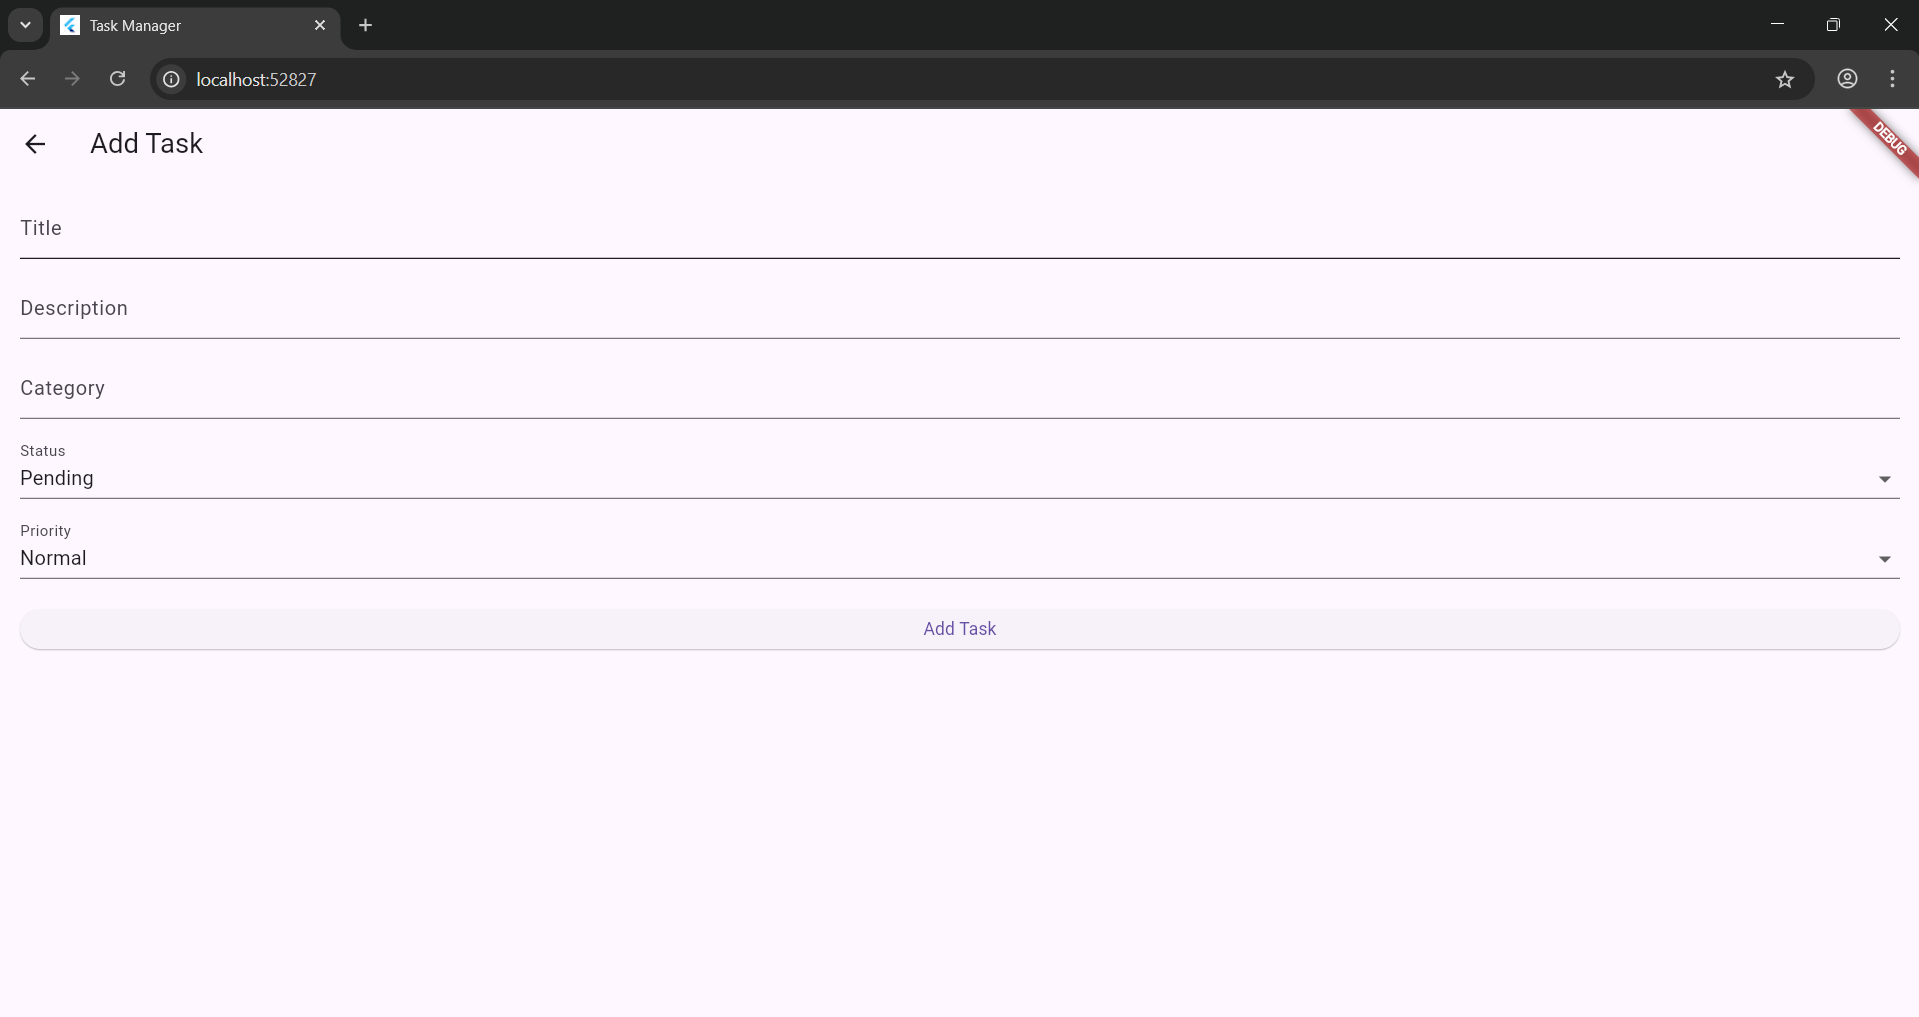 Task Manager
localhost:52827
Add Task
DEBUG
Title
Description
Category
Status
Pending
Priority
Normal
Add Task